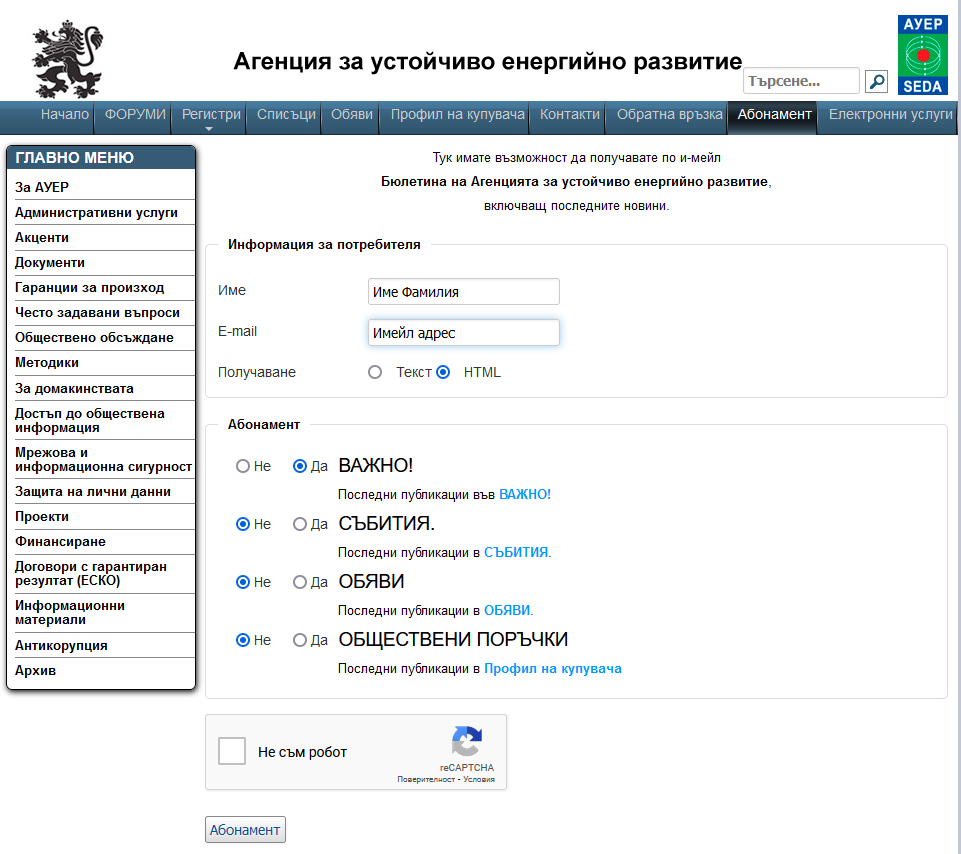 Агенция за устойчиво енергийно развитие
Търсене...
АУЕР
SEDA
Начало ФОРУМИ Регистри Списъци Обяви Профил на купувача Контакти Обратна връзка Абонамент Електронни услуги
ГЛАВНО МЕНЮ
За АУЕР
Административни услуги
Акценти
Документи
Гаранции за произход
Често задавани въпроси
Обществено обсъждане
Методики
За домакинствата
Достъп до обществена
информация
Мрежова и
информационна сигурност
Защита на лични данни
Проекти
Финансиране
Договори с гарантиран
резултат (ЕСКО)
Информационни
материали
Антикорупция
Архив
Тук имате възможност да получавате по и-мейл
Бюлетина на Агенцията за устойчиво енергийно развитие,
включващ последните новини.
Информация за потребителя
Име Име Фамилия
E-mail Имейл адрес
Получаване Текст HTML
Абонамент
Не Да ВАЖНО!
Последни публикации във ВАЖНО!
Не Да СЪБИТИЯ.
Последни публикации в СЪБИТИЯ.
Не Да ОБЯВИ
Последни публикации в ОБЯВИ.
Не Да ОБЩЕСТВЕНИ ПОРЪЧКИ
Последни публикации в Профил на купувача
Не съм робот
reCAPTCHA
Поверителност - Условия
Абонамент